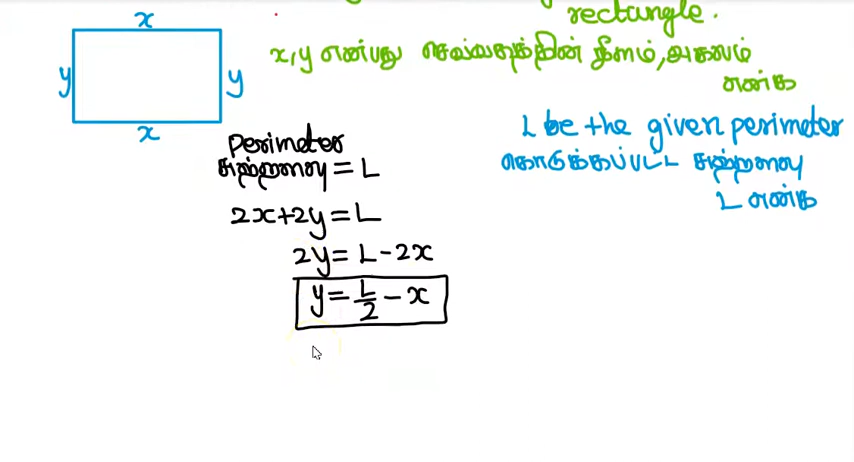 rectangle.
x, y என்பது செவ்வகத்தின் நீளம், அகலம்
என்க
x
y
y
x
L be the given perimeter
கொடுக்கப்பட்ட சுற்றளவு
L என்க
Perimeter
சுற்றளவு = L
2x+2y = L
2y = L - 2x
y = L/2 - x